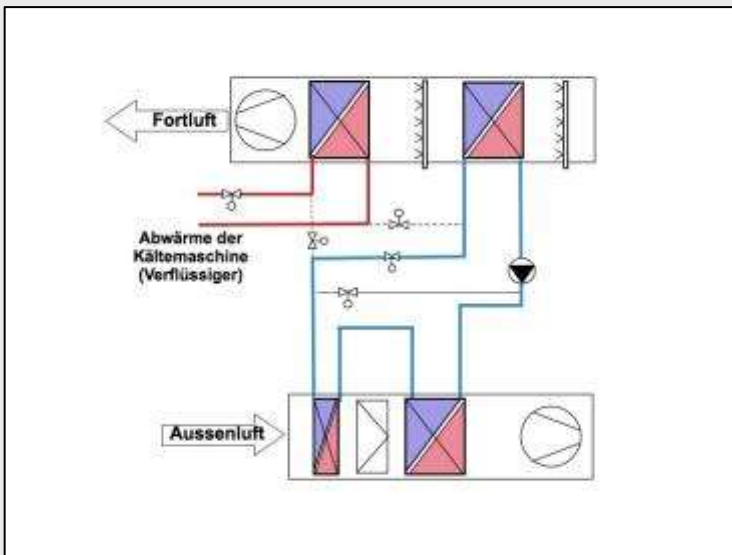 Fortluft
Abwärme der
Kältemaschine
(Verflüssiger)
Aussenluft